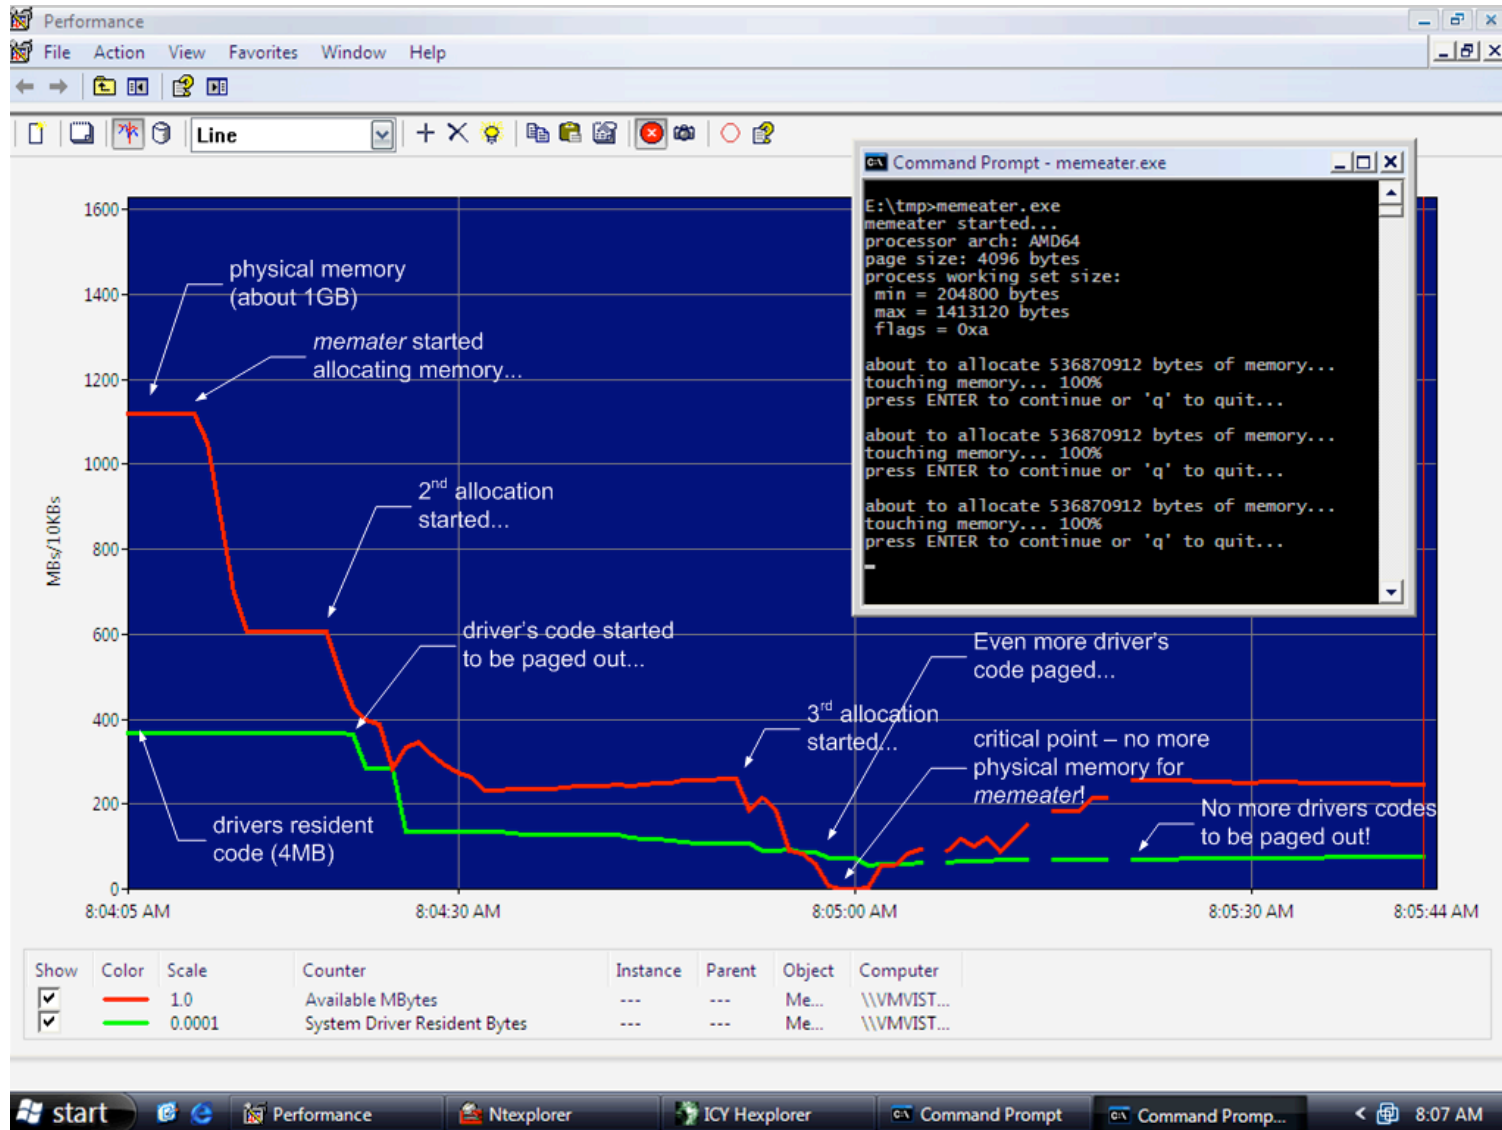 Performance
File Action View Favorites Window Help
Line
Command Prompt - memeater.exe
E:\tmp>memeater.exe
memeater started...
processor arch: AMD64
page size: 4096 bytes
process working set size:
min = 204800 bytes
max = 1413120 bytes
flags = 0xa
about to allocate 536870912 bytes of memory...
touching memory... 100%
press ENTER to continue or 'q' to quit...
about to allocate 536870912 bytes of memory...
touching memory... 100%
press ENTER to continue or 'q' to quit...
about to allocate 536870912 bytes of memory...
touching memory... 100%
press ENTER to continue or 'q' to quit...
MBs/10KBs
1600
1400
1200
1000
800
600
400
200
0
physical memory
(about 1GB)
memater started
allocating memory...
2nd allocation
started...
driver's code started
to be paged out...
Even more driver's
code paged...
3rd allocation
started...
critical point – no more
physical memory for
memeater!
drivers resident
code (4MB)
No more drivers codes
to be paged out!
8:04:05 AM 8:04:30 AM 8:05:00 AM 8:05:30 AM 8:05:44 AM
Show Color Scale Counter Instance Parent Object Computer
1.0 Available MBytes --- --- Me... \\VMVIST...
0.0001 System Driver Resident Bytes --- --- Me... \\VMVIST...
start Performance Ntexplorer ICY Hexplorer Command Prompt Command Promp... 8:07 AM